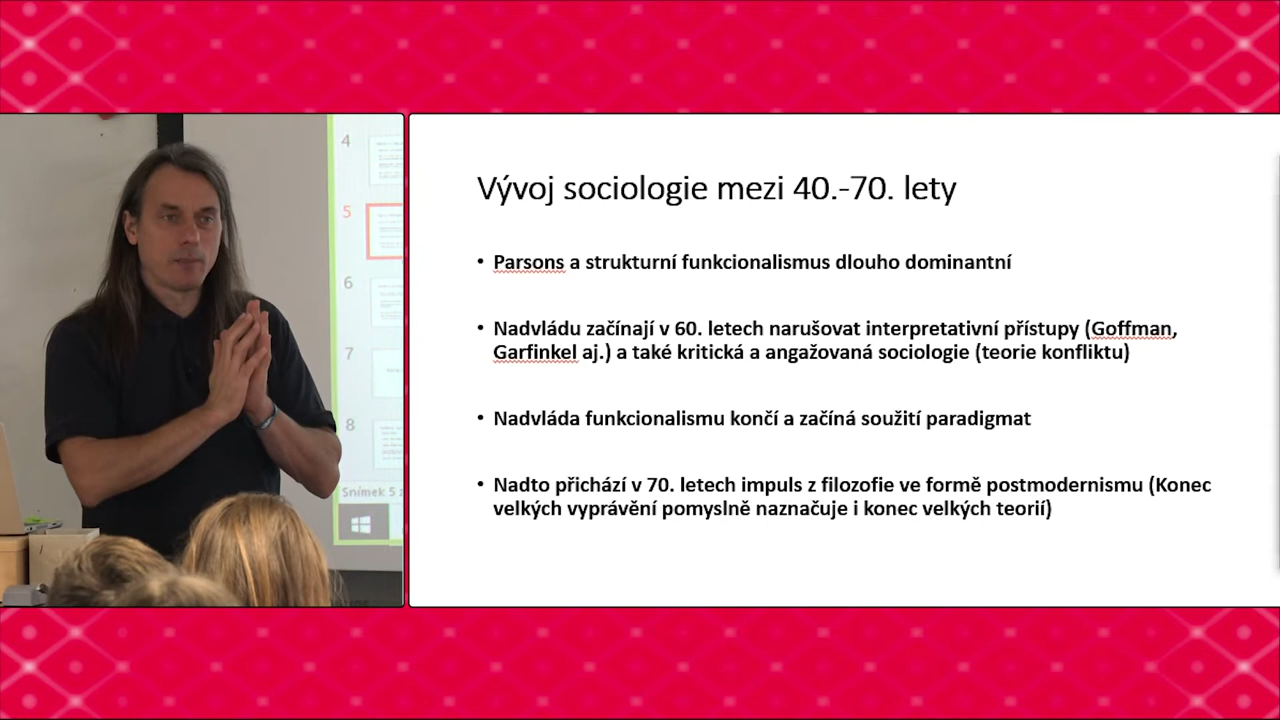 4
5
6
7
8
Snímek 5 z
Vývoj sociologie mezi 40.-70. lety
• Parsons a strukturní funkcionalismus dlouho dominantní
• Nadvládu začínají v 60. letech narušovat interpretativní přístupy (Goffman,
Garfinkel aj.) a také kritická a angažovaná sociologie (teorie konfliktu)
• Nadvláda funkcionalismu končí a začíná soužití paradigmat
• Nadto přichází v 70. letech impuls z filozofie ve formě postmodernismu (Konec
velkých vyprávění pomyslně naznačuje i konec velkých teorií)